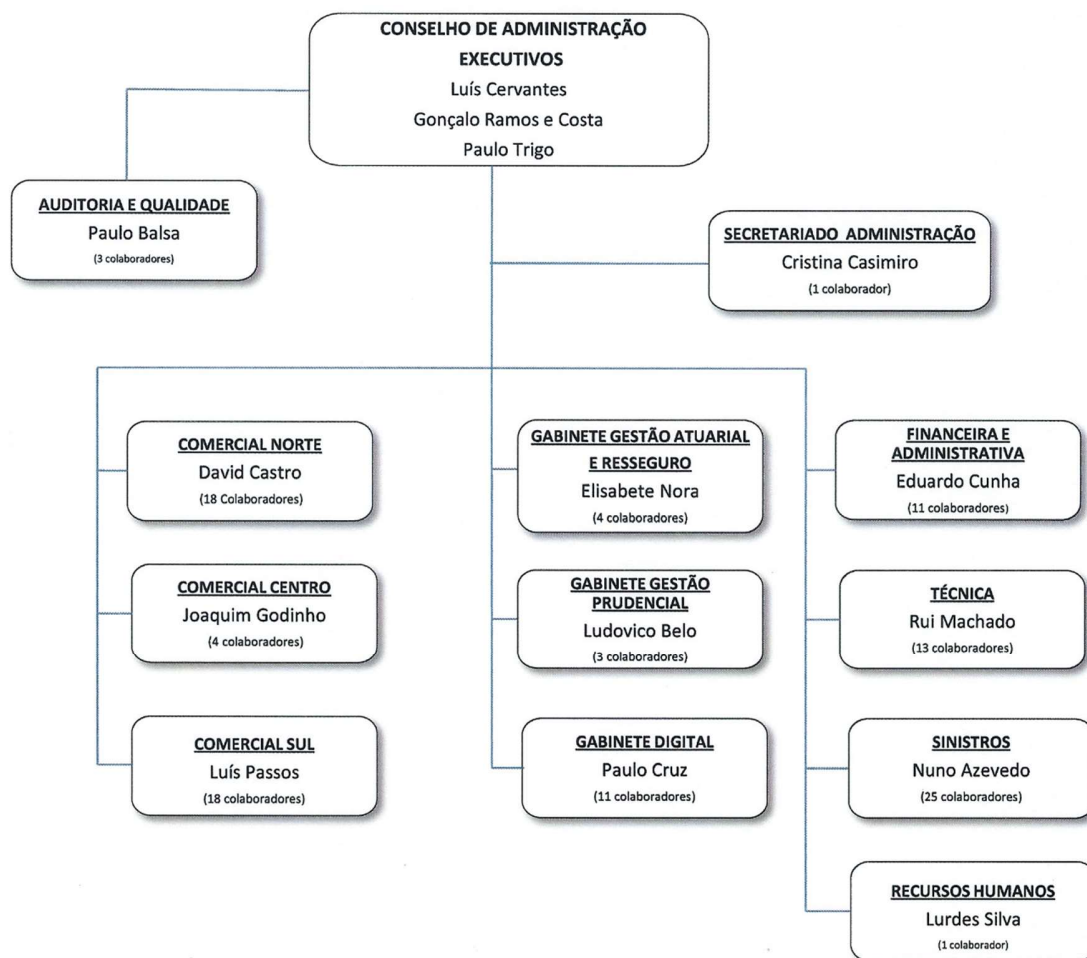 CONSELHO DE ADMINISTRAÇÃO
EXECUTIVOS
Luís Cervantes
Gonçalo Ramos e Costa
Paulo Trigo
AUDITORIA E QUALIDADE
Paulo Balsa
(3 colaboradores)
SECRETARIADO ADMINISTRAÇÃO
Cristina Casimiro
(1 colaborador)
COMERCIAL NORTE
David Castro
(18 Colaboradores)
GABINETE GESTÃO ATUARIAL
E RESSEGURO
Elisabete Nora
(4 colaboradores)
FINANCEIRA E
ADMINISTRATIVA
Eduardo Cunha
(11 colaboradores)
COMERCIAL CENTRO
Joaquim Godinho
(4 colaboradores)
GABINETE GESTÃO
PRUDENCIAL
Ludovico Belo
(3 colaboradores)
TÉCNICA
Rui Machado
(13 colaboradores)
COMERCIAL SUL
Luís Passos
(18 colaboradores)
GABINETE DIGITAL
Paulo Cruz
(11 colaboradores)
SINISTROS
Nuno Azevedo
(25 colaboradores)
RECURSOS HUMANOS
Lurdes Silva
(1 colaborador)